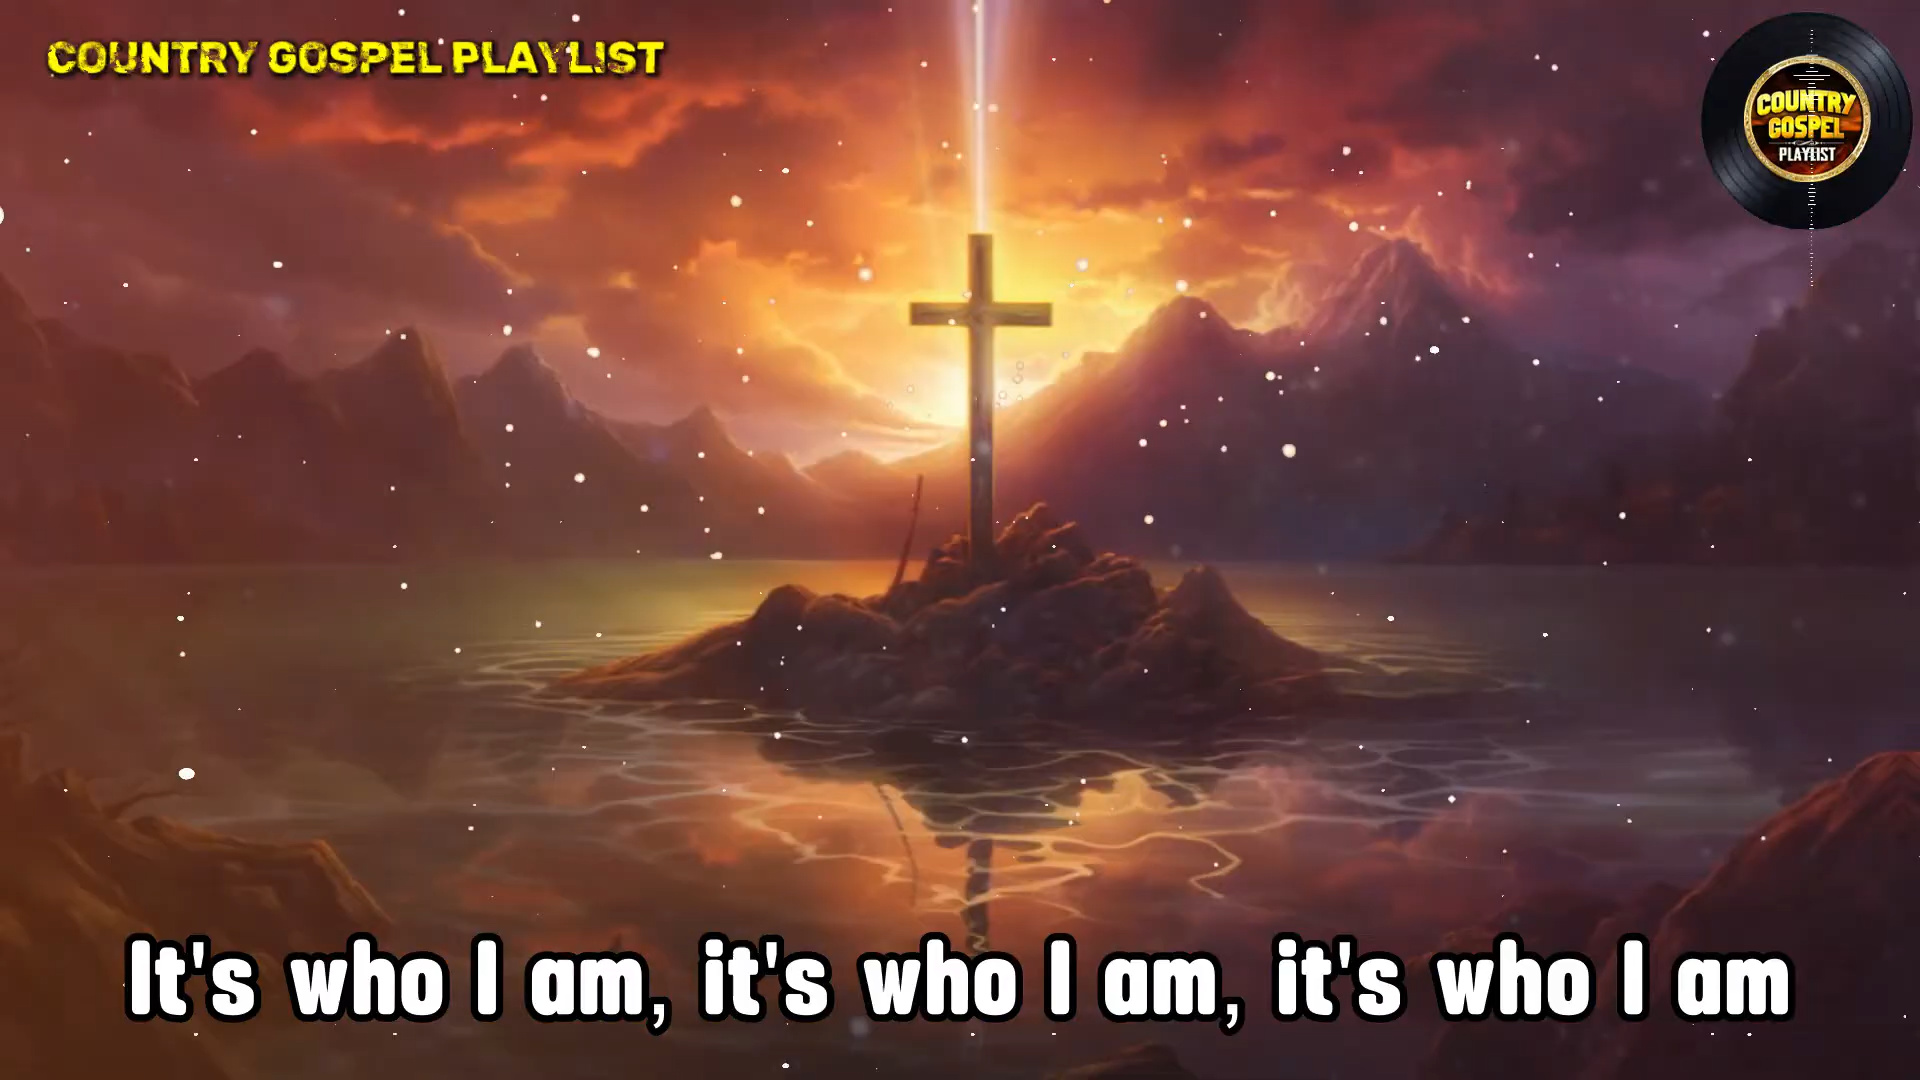 COUNTRY GOSPEL PLAYLIST
COUNTRY
GOSPEL
PLAYLIST
It's who I am, it's who I am, it's who I am